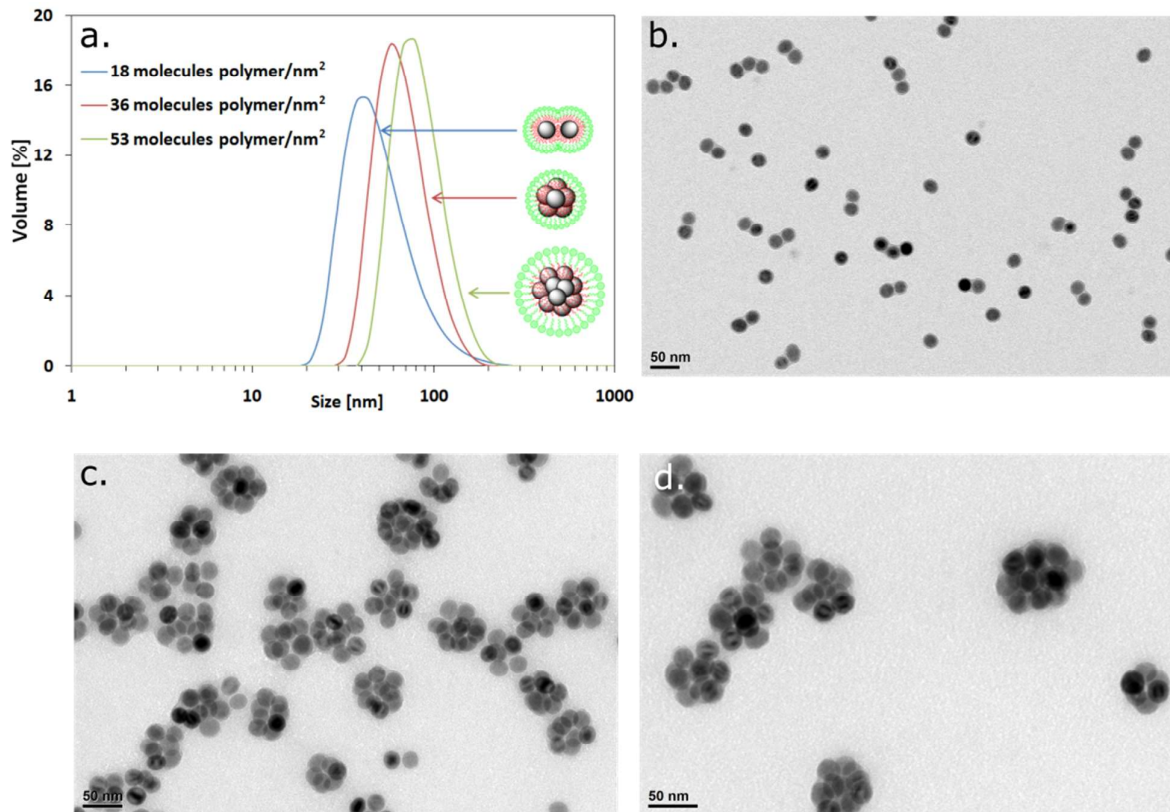 a.
20
16
12
8
4
0
Volume [%]
18 molecules polymer/nm²
36 molecules polymer/nm²
53 molecules polymer/nm²
1
10
100
1000
Size [nm]
b.
50 nm
c.
50 nm
d.
50 nm